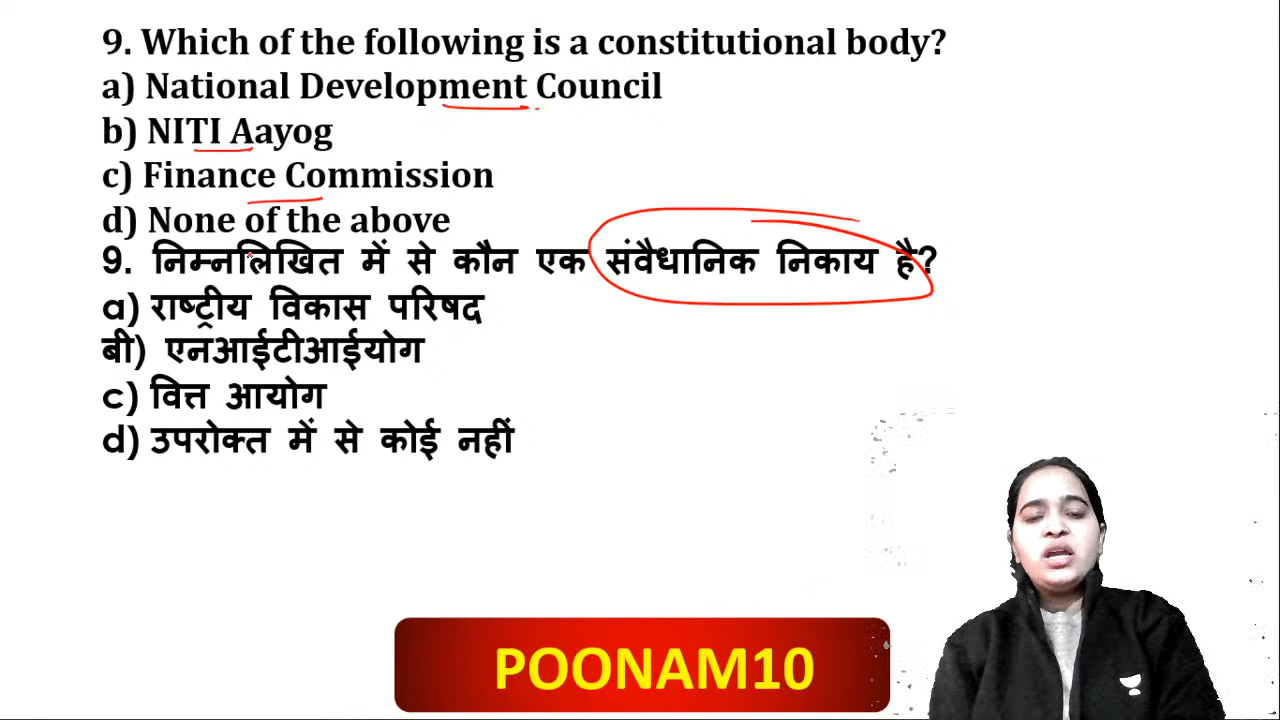 9. Which of the following is a constitutional body?
a) National Development Council
b) NITI Aayog
c) Finance Commission
d) None of the above
9. निम्नलिखित में से कौन एक संवैधानिक निकाय है?
a) राष्ट्रीय विकास परिषद
बी) एनआईटीआईयोग
c) वित्त आयोग
d) उपरोक्त में से कोई नहीं
POONAM10